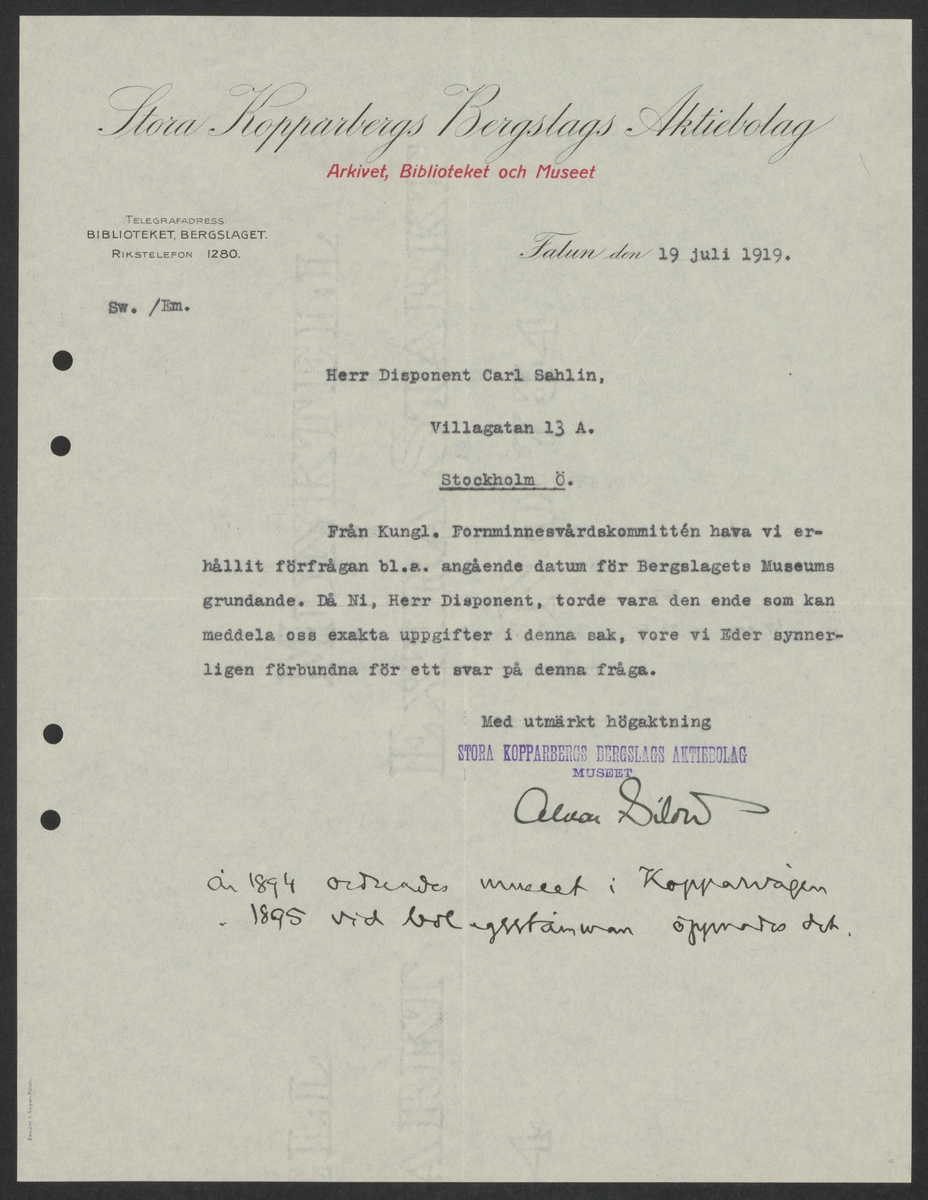 Stora Kopparbergs Bergslags Aktiebolag
Arkivet, Biblioteket och Museet
TELEGRAFADRESS
BIBLIOTEKET, BERGSLAGET.
RIKSTELEFON 1280.
Falun den 19 juli 1919.
Sw. /Em.
Herr Disponent Carl Sahlin,
Villagatan 13 A.
Stockholm Ö.
Från Kungl. Fornminnesvårdskommittén hava vi er-
hållit förfrågan bl.a. angående datum för Bergslagets Museums
grundande. Då Ni, Herr Disponent, torde vara den ende som kan
meddela oss exakta uppgifter i denna sak, vore vi Eder synner-
ligen förbundna för ett svar på denna fråga.
Med utmärkt högaktning
STORA KOPPARBERGS BERGSLAGS AKTIEBOLAG
MUSEET
Alvar Silow
År 1894 ordnades museet i Kopparvågen
" 1895 vid bolagsstämman öppnades det.